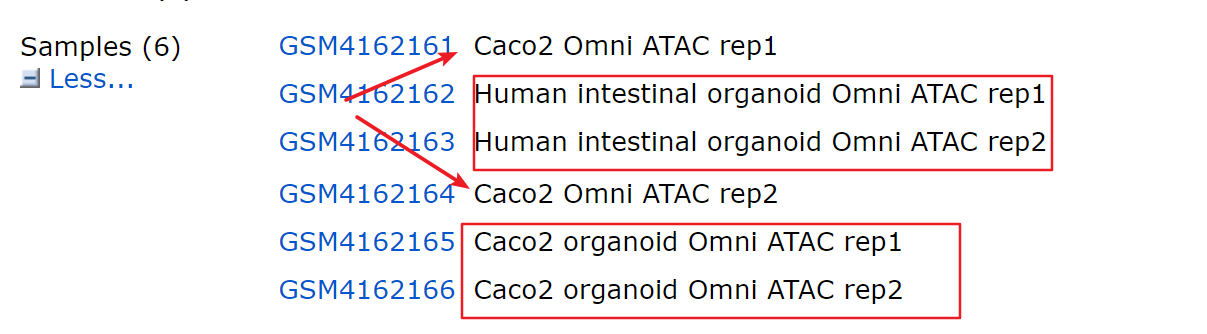 Samples (6)
Less...
GSM4162161 Caco2 Omni ATAC rep1
GSM4162162 Human intestinal organoid Omni ATAC rep1
GSM4162163 Human intestinal organoid Omni ATAC rep2
GSM4162164 Caco2 Omni ATAC rep2
GSM4162165 Caco2 organoid Omni ATAC rep1
GSM4162166 Caco2 organoid Omni ATAC rep2